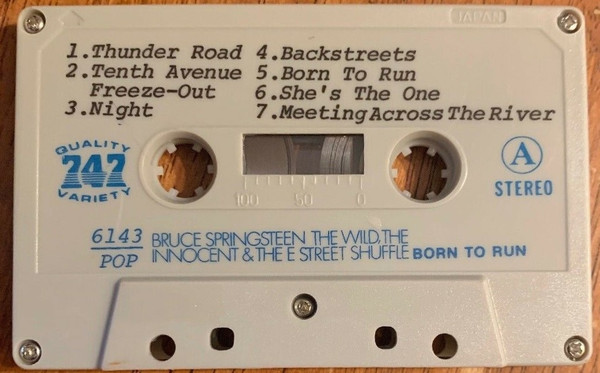 JAPAN
1.Thunder Road
2.Tenth Avenue
Freeze-Out
3.Night
4.Backstreets
5.Born To Run
6.She's The One
7.Meeting Across The River
QUALITY
747
VARIETY
100 50 0
A
STEREO
6143
POP
BRUCE SPRINGSTEEN THE WILD, THE
INNOCENT & THE E STREET SHUFFLE BORN TO RUN